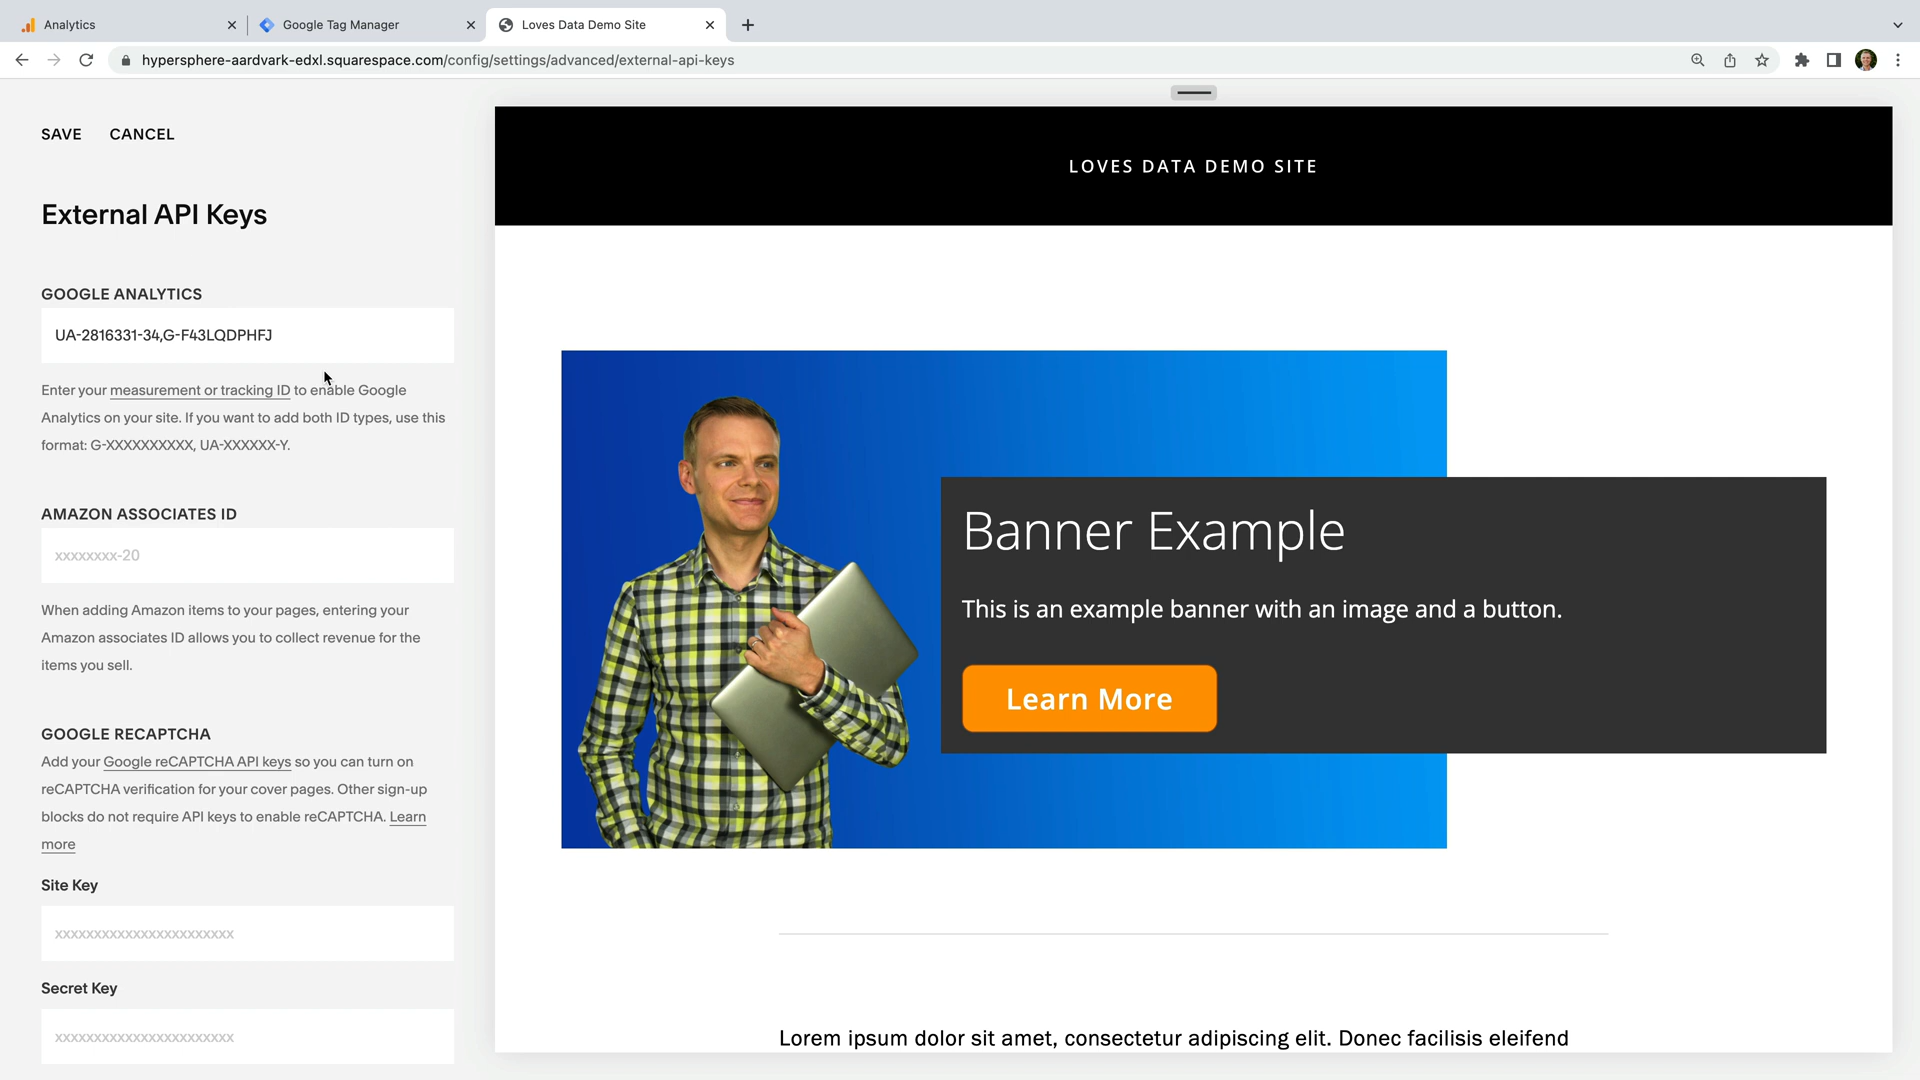 Analytics
Google Tag Manager
Loves Data Demo Site
hypersphere-aardvark-edxl.squarespace.com/config/settings/advanced/external-api-keys
SAVE CANCEL
External API Keys
GOOGLE ANALYTICS
UA-2816331-34,G-F43LQDPHFJ
Enter your measurement or tracking ID to enable Google
Analytics on your site. If you want to add both ID types, use this
format: G-XXXXXXXXXX, UA-XXXXXX-Y.
AMAZON ASSOCIATES ID
xxxxxxxx-20
When adding Amazon items to your pages, entering your
Amazon associates ID allows you to collect revenue for the
items you sell.
GOOGLE RECAPTCHA
Add your Google reCAPTCHA API keys so you can turn on
reCAPTCHA verification for your cover pages. Other sign-up
blocks do not require API keys to enable reCAPTCHA. Learn
more
Site Key
xxxxxxxxxxxxxxxxxxxxxxx
Secret Key
xxxxxxxxxxxxxxxxxxxxxxx
LOVES DATA DEMO SITE
Banner Example
This is an example banner with an image and a button.
Learn More
Lorem ipsum dolor sit amet, consectetur adipiscing elit. Donec facilisis eleifend